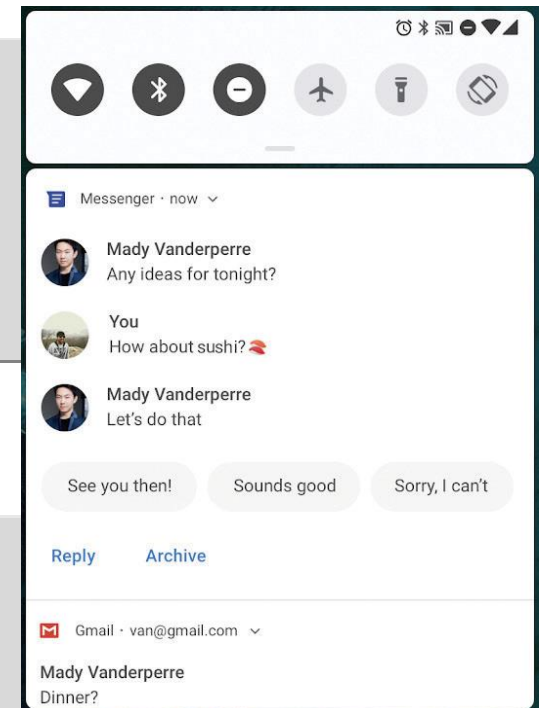 Messenger · now
Mady Vanderperre
Any ideas for tonight?
You
How about sushi?🍣
Mady Vanderperre
Let's do that
See you then! Sounds good Sorry, I can't
Reply Archive
Gmail · van@gmail.com
Mady Vanderperre
Dinner?